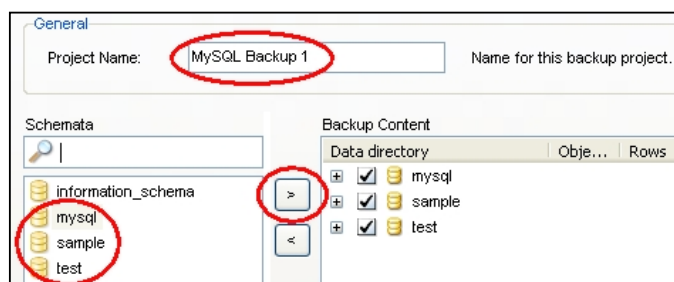 General
Project Name: MySQL Backup 1 Name for this backup project.
Schemata
Backup Content
Data directory Obje... Rows
information_schema
mysql
sample
test
>
<
mysql
sample
test